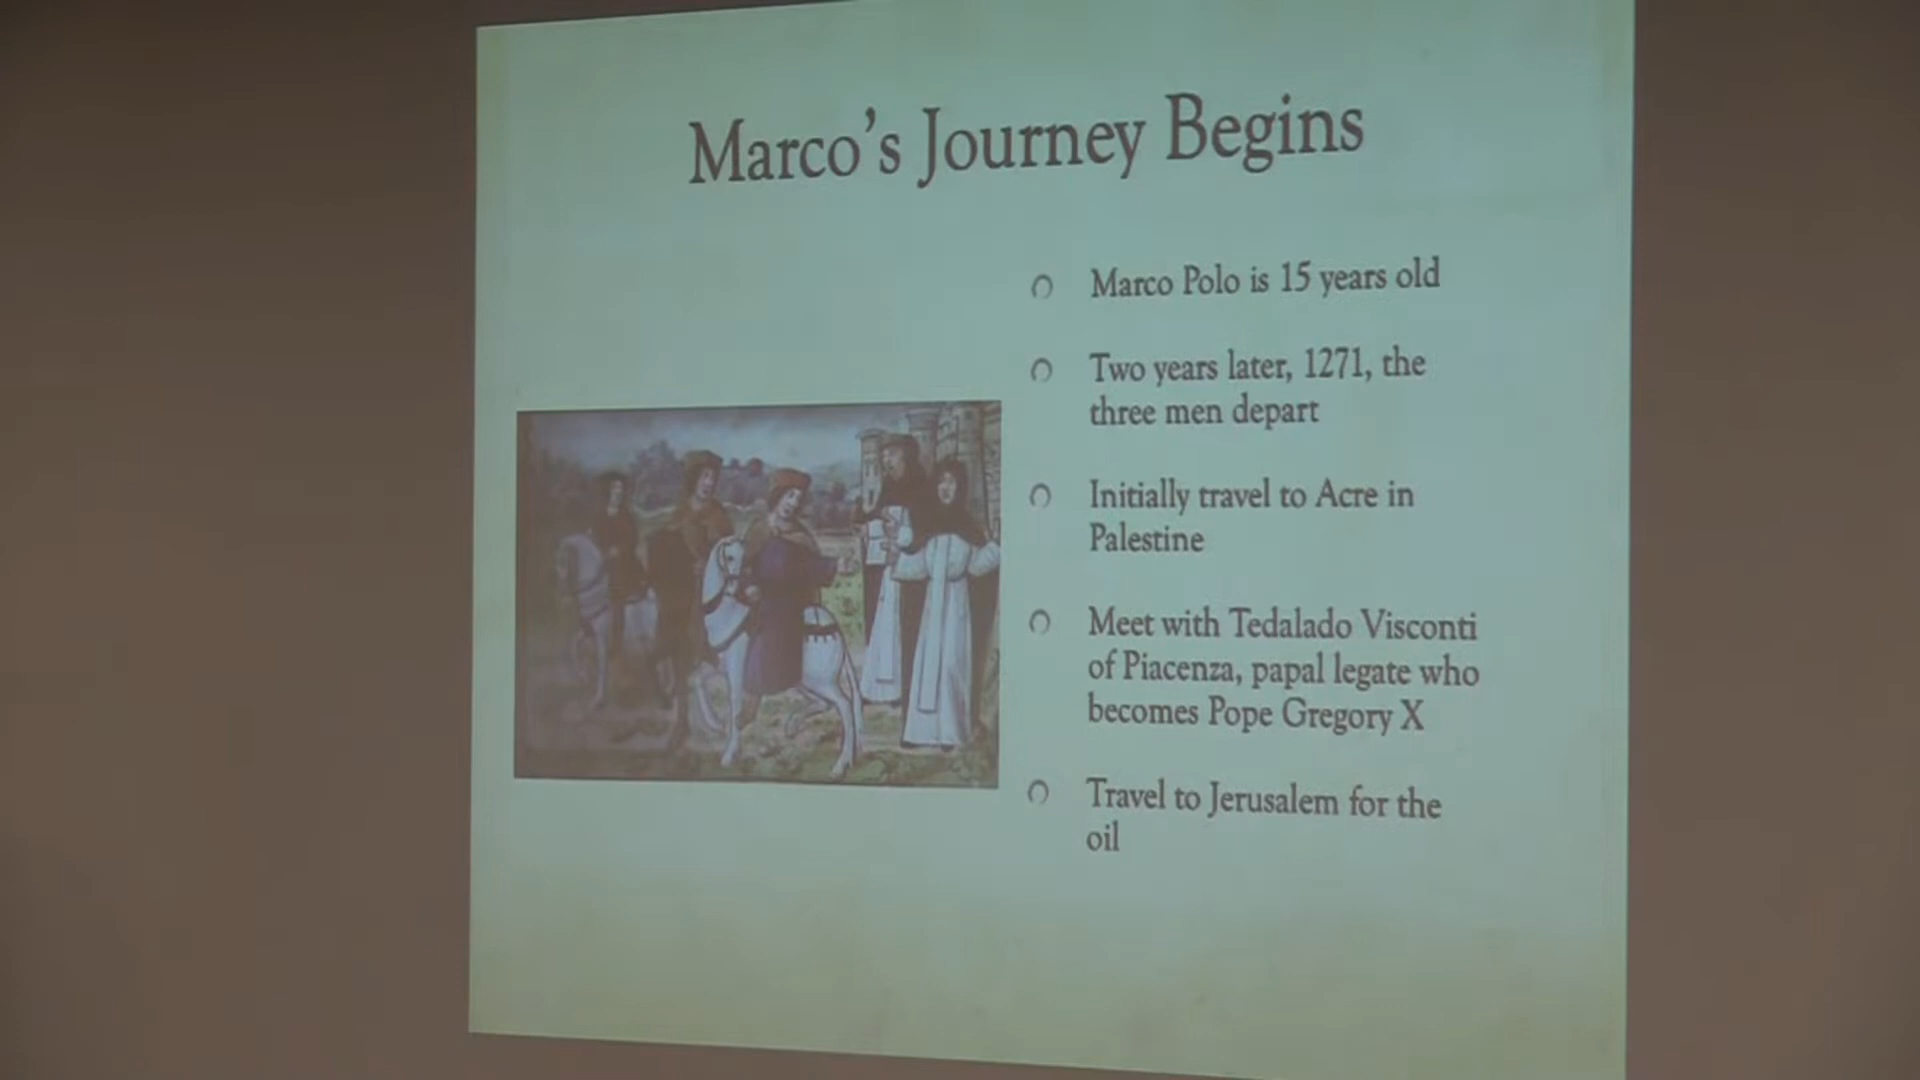 Marco's Journey Begins
Marco Polo is 15 years old
Two years later, 1271, the
three men depart
Initially travel to Acre in
Palestine
Meet with Tedalado Visconti
of Piacenza, papal legate who
becomes Pope Gregory X
Travel to Jerusalem for the
oil